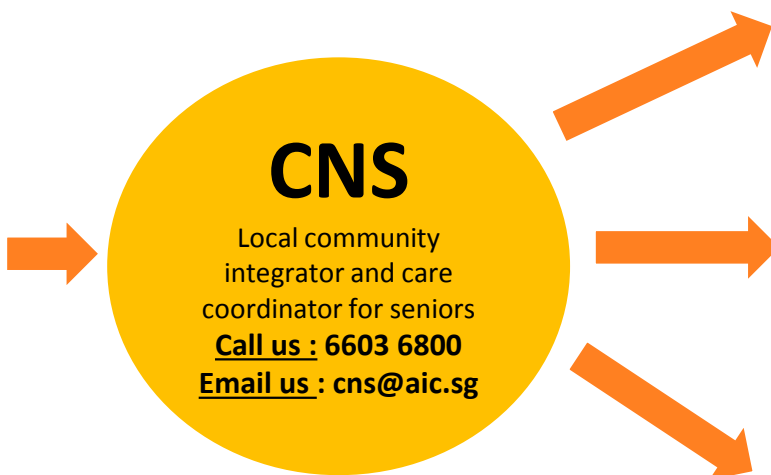 CNS
Local community
integrator and care
coordinator for seniors
Call us : 6603 6800
Email us : cns@aic.sg